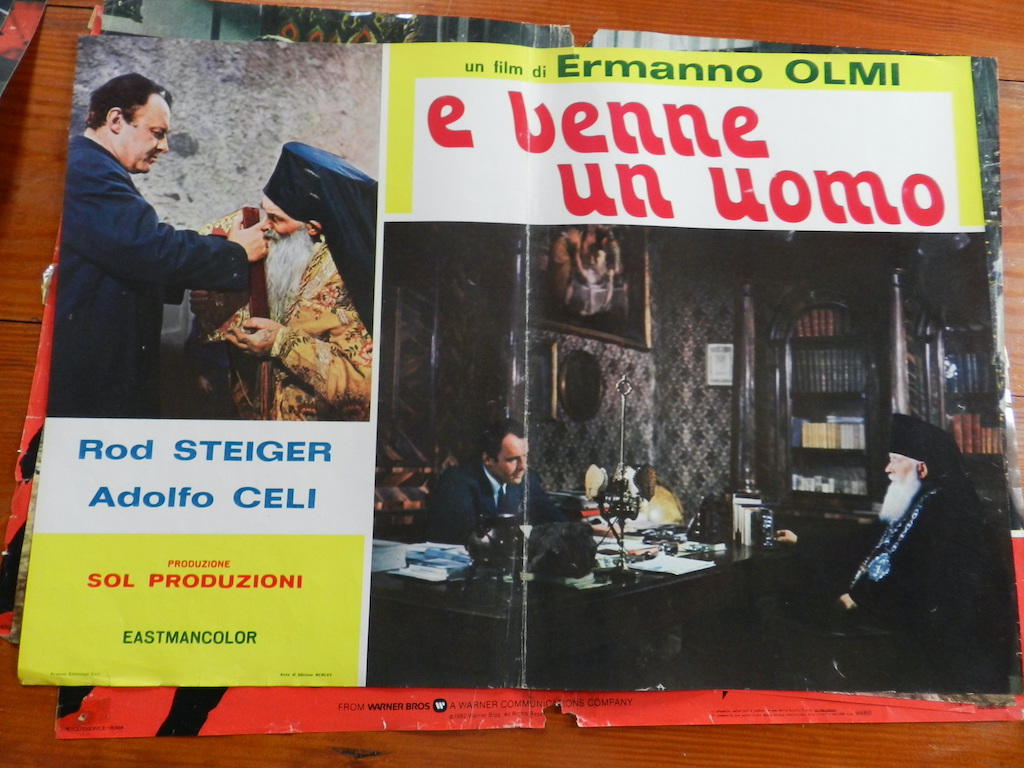 un film di Ermanno OLMI
e venne
un uomo
Rod STEIGER
Adolfo CELI
PRODUZIONE
SOL PRODUZIONI
EASTMANCOLOR
FROM WARNER BROS A WARNER COMMUNICATIONS COMPANY